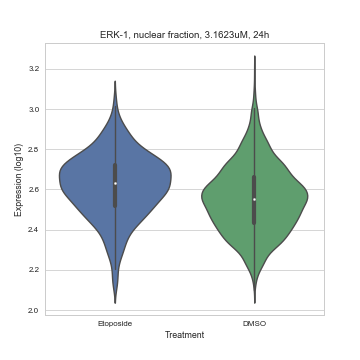 ERK-1, nuclear fraction, 3.1623uM, 24h
3.2
3.0
2.8
2.6
2.4
2.2
2.0
Expression (log10)
Etoposide
DMSO
Treatment